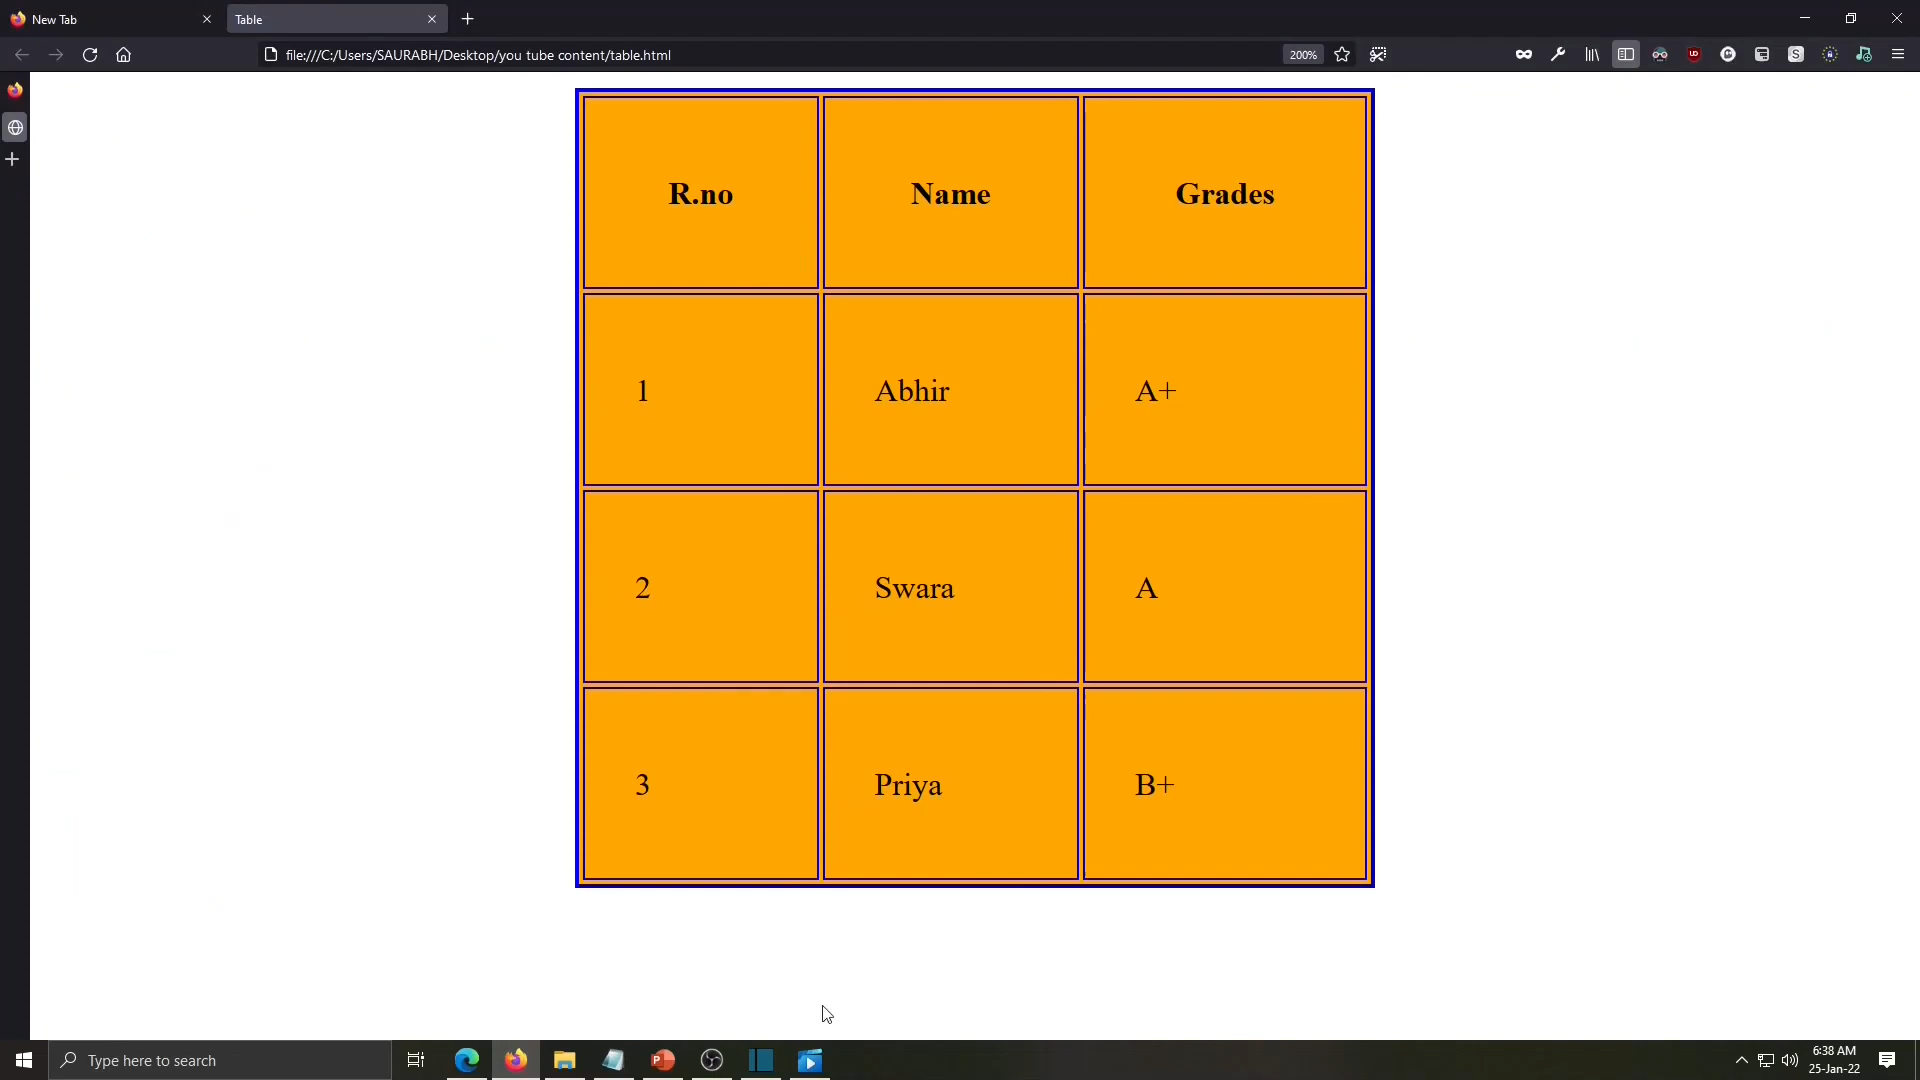 New Tab
Table
file:///C:/Users/SAURABH/Desktop/you tube content/table.html
200%
R.no Name Grades
1 Abhir A+
2 Swara A
3 Priya B+
Type here to search
6:38 AM
25-Jan-22